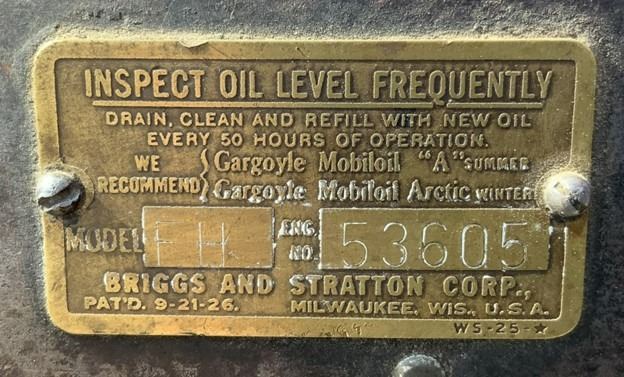 INSPECT OIL LEVEL FREQUENTLY
DRAIN, CLEAN AND REFILL WITH NEW OIL
EVERY 50 HOURS OF OPERATION.
WE RECOMMEND { Gargoyle Mobiloil "A" SUMMER
Gargoyle Mobiloil Arctic WINTER
MODEL FH ENG. NO. 53605
BRIGGS AND STRATTON CORP.,
PAT'D. 9-21-26. MILWAUKEE, WIS., U.S.A.
WS-25-★